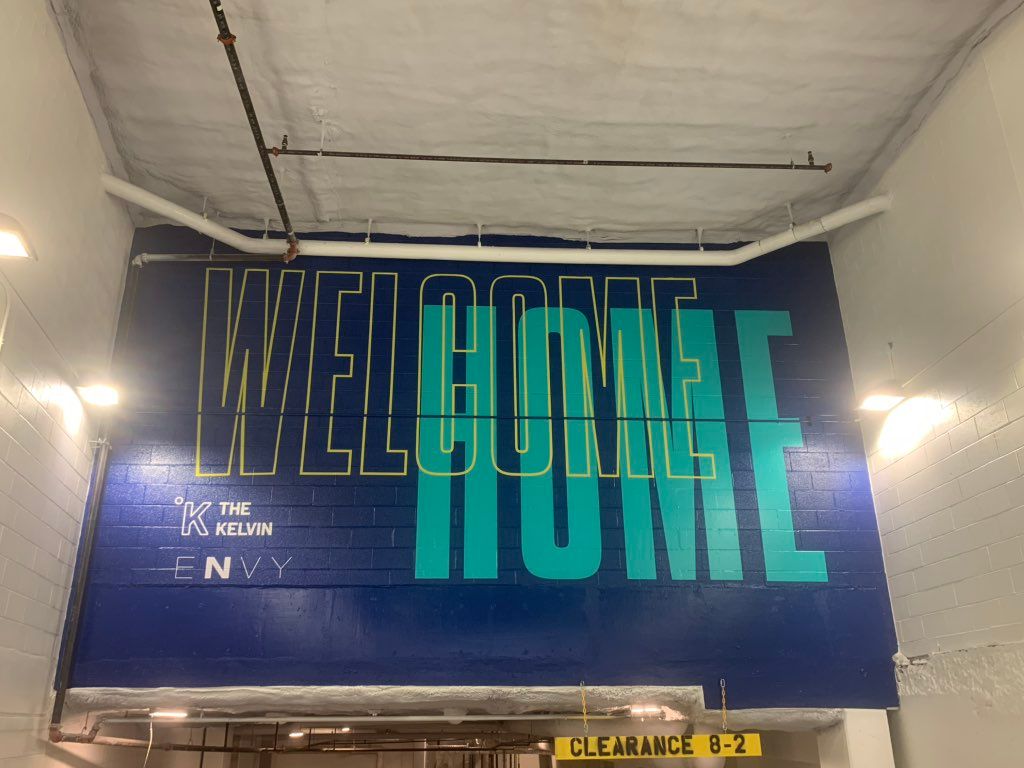 WELCOME
HOME
°K THE
KELVIN
ENVY
CLEARANCE 8-2